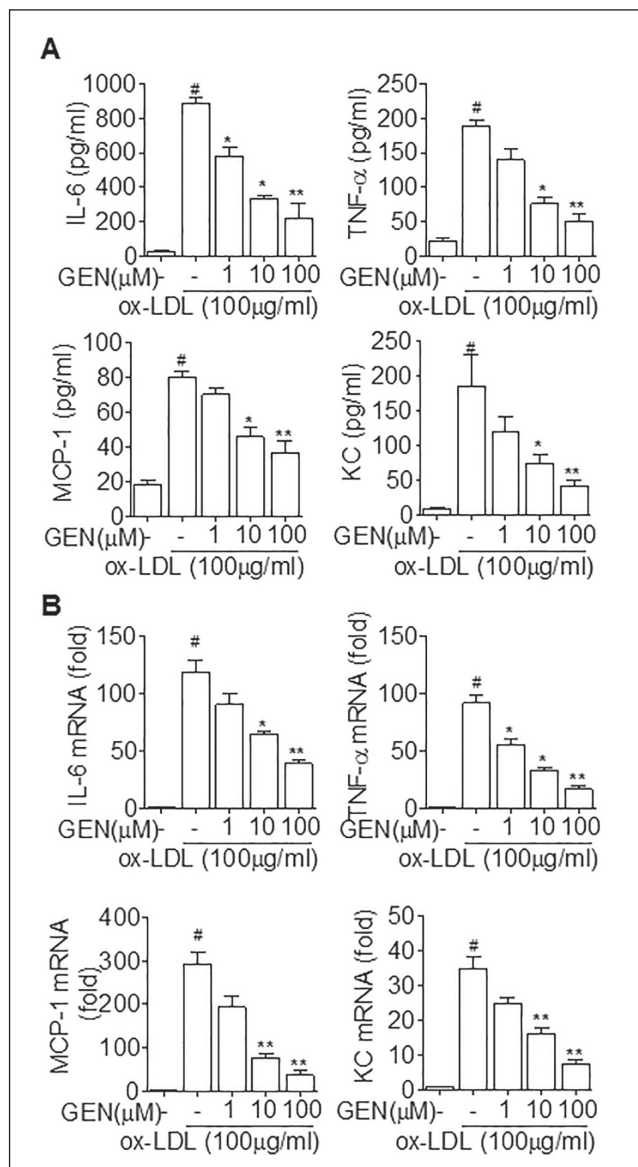 A
IL-6 (pg/ml)
1000
800
600
400
200
0
#
*
*
**
GEN(μM)- - 1 10 100
ox-LDL (100μg/ml)
TNF-α (pg/ml)
250
200
150
100
50
0
#
*
**
GEN(μM)- - 1 10 100
ox-LDL (100μg/ml)
MCP-1 (pg/ml)
100
80
60
40
20
0
#
*
**
GEN(μM)- - 1 10 100
ox-LDL (100μg/ml)
KC (pg/ml)
250
200
150
100
50
0
#
*
**
GEN(μM)- - 1 10 100
ox-LDL (100μg/ml)
B
IL-6 mRNA (fold)
150
100
50
0
#
*
**
GEN(μM)- - 1 10 100
ox-LDL (100μg/ml)
TNF-α mRNA (fold)
150
100
50
0
#
*
*
**
GEN(μM)- - 1 10 100
ox-LDL (100μg/ml)
MCP-1 mRNA
(fold)
400
300
200
100
0
#
**
**
GEN(μM)- - 1 10 100
ox-LDL (100μg/ml)
KC mRNA (fold)
50
40
30
20
10
0
#
**
**
GEN(μM)- - 1 10 100
ox-LDL (100μg/ml)